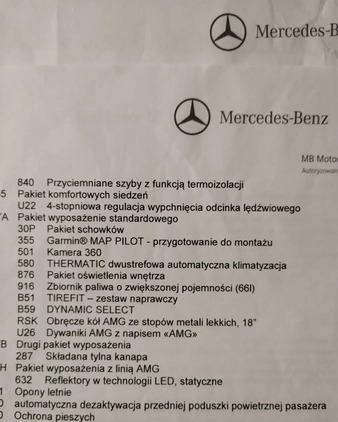 Mercedes-B
Mercedes-Benz
MB Motor
Autoryzowan
840 Przyciemniane szyby z funkcją termoizolacji
5 Pakiet komfortowych siedzeń
U22 4-stopniowa regulacja wypchnięcia odcinka lędźwiowego
/A Pakiet wyposażenie standardowego
30P Pakiet schowków
355 Garmin® MAP PILOT - przygotowanie do montażu
501 Kamera 360
580 THERMATIC dwustrefowa automatyczna klimatyzacja
876 Pakiet oświetlenia wnętrza
916 Zbiornik paliwa o zwiększonej pojemności (66l)
B51 TIREFIT – zestaw naprawczy
B59 DYNAMIC SELECT
RSK Obręcze kół AMG ze stopów metali lekkich, 18"
U26 Dywaniki AMG z napisem «AMG»
B Drugi pakiet wyposażenia
287 Składana tylna kanapa
H Pakiet wyposażenia z linią AMG
632 Reflektory w technologii LED, statyczne
1 Opony letnie
0 automatyczna dezaktywacja przedniej poduszki powietrznej pasażera
0 Ochrona pieszych